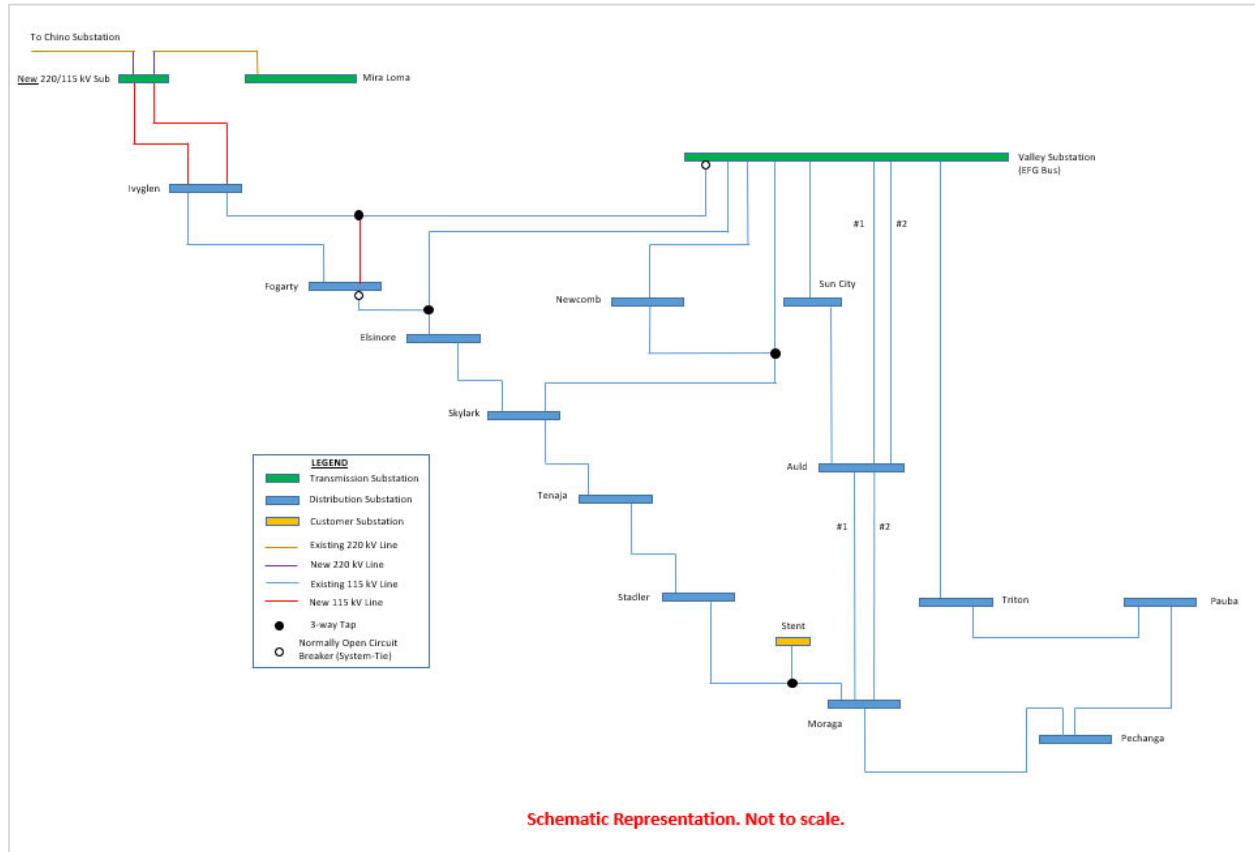 To Chino Substation
New 220/115 kV Sub
Mira Loma
Valley Substation
(EFG Bus)
Ivyglen
#1
#2
Fogarty
Newcomb
Sun City
Elsinore
Skylark
LEGEND
Transmission Substation
Distribution Substation
Customer Substation
Existing 220 kV Line
New 220 kV Line
Existing 115 kV Line
New 115 kV Line
3-way Tap
Normally Open Circuit
Breaker (System-Tie)
Auld
Tenaja
#1
#2
Stadler
Stent
Triton
Pauba
Moraga
Pechanga
Schematic Representation. Not to scale.